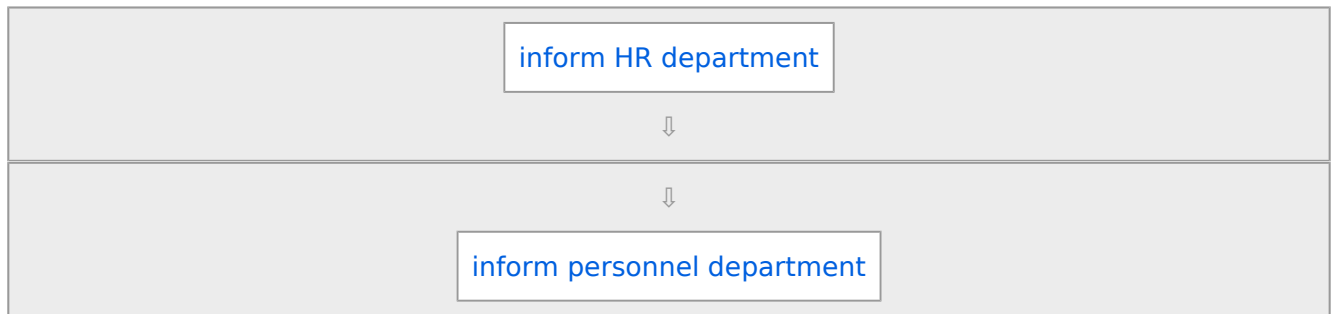 inform HR department
⇩
⇩
inform personnel department